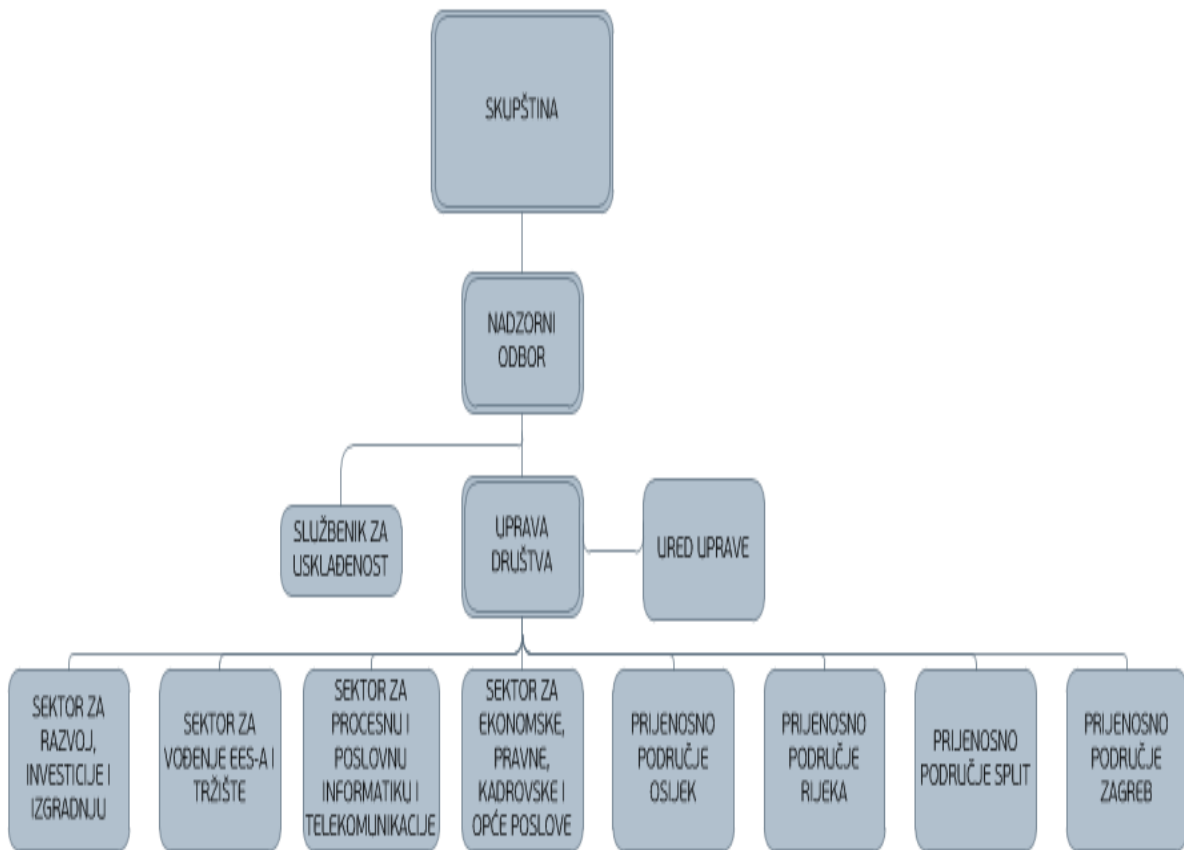 SKUPŠTINA
NADZORNI
ODBOR
SLUŽBENIK ZA
USKLAĐENOST
UPRAVA
DRUŠTVA
URED UPRAVE
SEKTOR ZA
RAZVOJ,
INVESTICIJE I
IZGRADNJU
SEKTOR ZA
VOĐENJE EES-A I
TRŽIŠTE
SEKTOR ZA
PROCESNU I
POSLOVNU
INFORMATIKU I
TELEKOMUNIKACIJE
SEKTOR ZA
EKONOMSKE,
PRAVNE,
KADROVSKE I
OPĆE POSLOVE
PRIJENOSNO
PODRUČJE
OSIJEK
PRIJENOSNO
PODRUČJE
RIJEKA
PRIJENOSNO
PODRUČJE SPLIT
PRIJENOSNO
PODRUČJE
ZAGREB